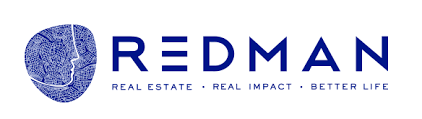 REDMAN
REAL ESTATE • REAL IMPACT • BETTER LIFE